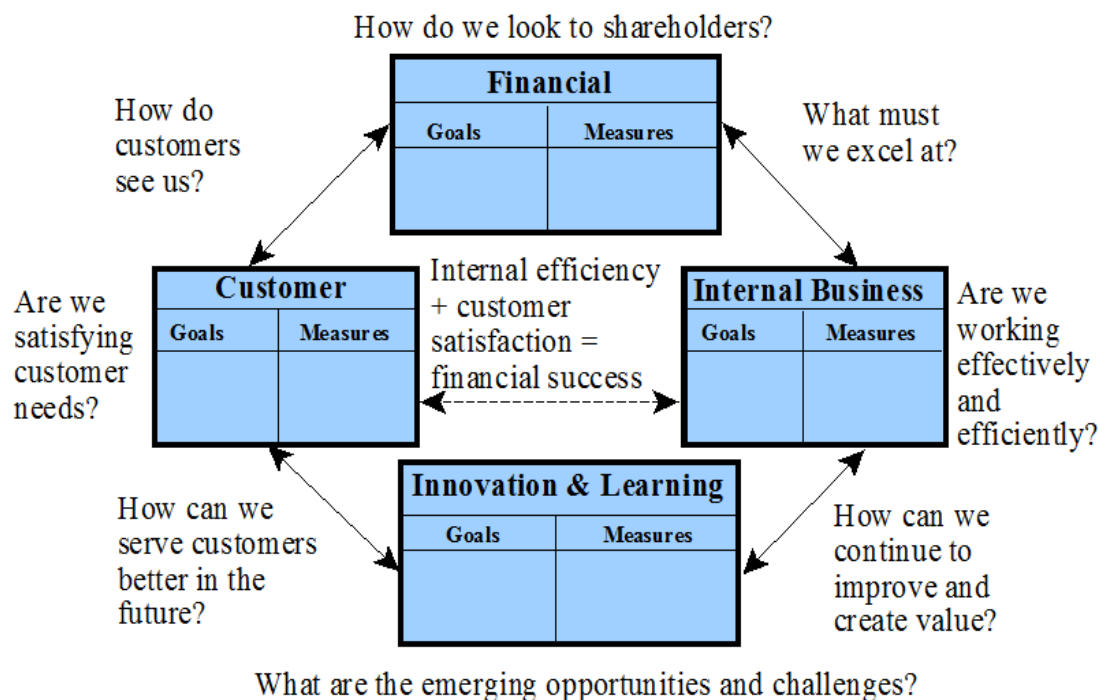 How do we look to shareholders?
Financial
Goals
Measures
How do
customers
see us?
What must
we excel at?
Customer
Goals
Measures
Internal efficiency
+ customer
satisfaction =
financial success
Internal Business
Goals
Measures
Are we
satisfying
customer
needs?
Are we
working
effectively
and
efficiently?
Innovation & Learning
Goals
Measures
How can we
serve customers
better in the
future?
How can we
continue to
improve and
create value?
What are the emerging opportunities and challenges?